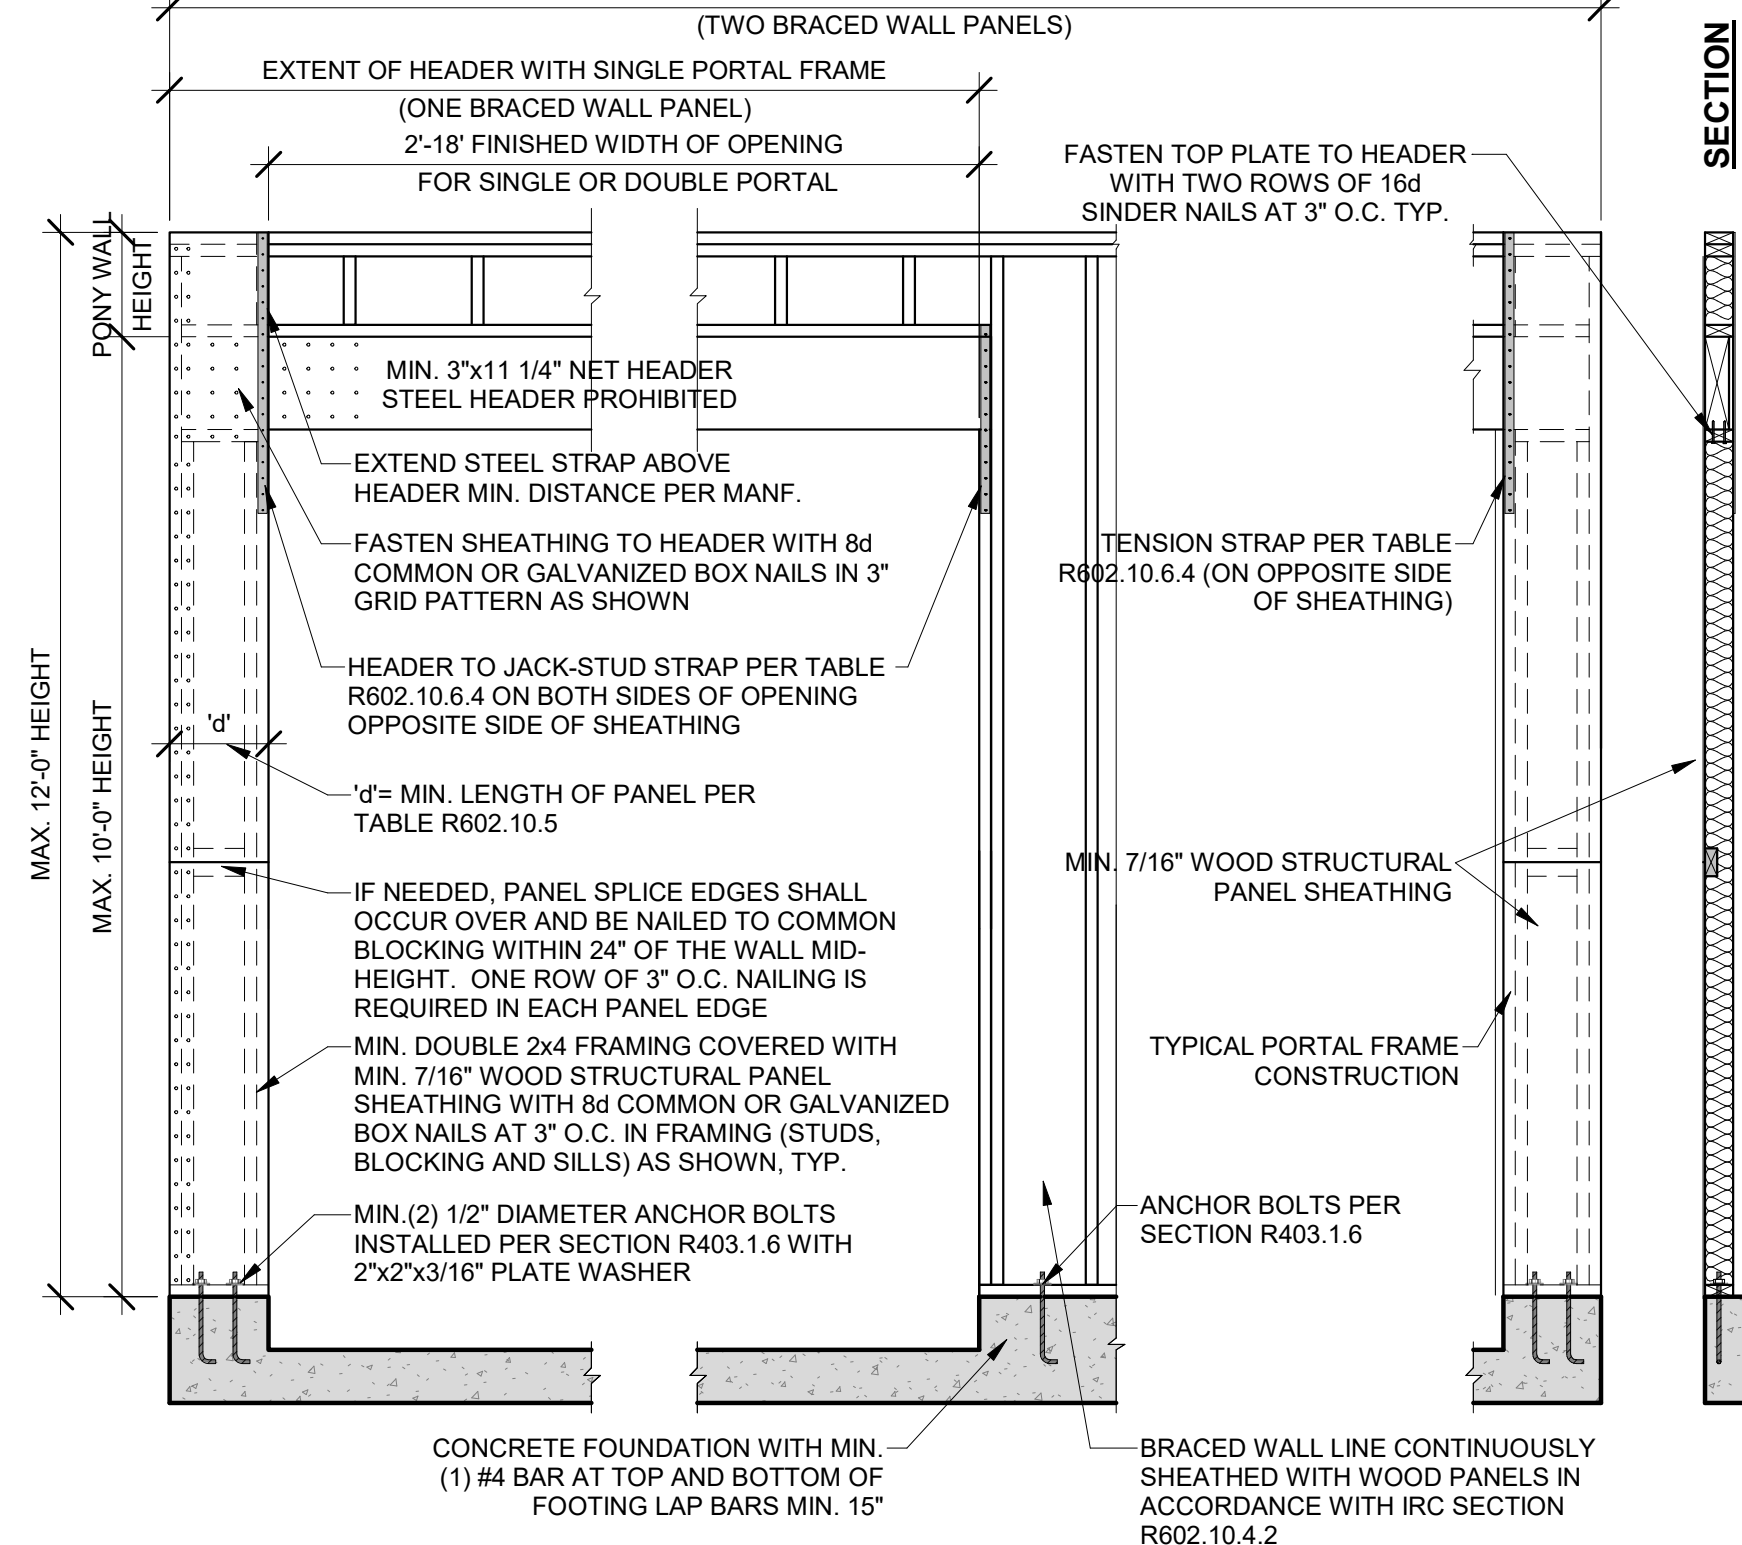 (TWO BRACED WALL PANELS)
EXTENT OF HEADER WITH SINGLE PORTAL FRAME
(ONE BRACED WALL PANEL)
2'-18' FINISHED WIDTH OF OPENING
FOR SINGLE OR DOUBLE PORTAL
FASTEN TOP PLATE TO HEADER
WITH TWO ROWS OF 16d
SINDER NAILS AT 3" O.C. TYP.
SECTION
PONY WALL
HEIGHT
MIN. 3"x11 1/4" NET HEADER
STEEL HEADER PROHIBITED
EXTEND STEEL STRAP ABOVE
HEADER MIN. DISTANCE PER MANF.
FASTEN SHEATHING TO HEADER WITH 8d
COMMON OR GALVANIZED BOX NAILS IN 3"
GRID PATTERN AS SHOWN
TENSION STRAP PER TABLE
R602.10.6.4 (ON OPPOSITE SIDE
OF SHEATHING)
HEADER TO JACK-STUD STRAP PER TABLE
R602.10.6.4 ON BOTH SIDES OF OPENING
OPPOSITE SIDE OF SHEATHING
MAX. 12'-0" HEIGHT
MAX. 10'-0" HEIGHT
'd'
'd'= MIN. LENGTH OF PANEL PER
TABLE R602.10.5
MIN. 7/16" WOOD STRUCTURAL
PANEL SHEATHING
IF NEEDED, PANEL SPLICE EDGES SHALL
OCCUR OVER AND BE NAILED TO COMMON
BLOCKING WITHIN 24" OF THE WALL MID-
HEIGHT.  ONE ROW OF 3" O.C. NAILING IS
REQUIRED IN EACH PANEL EDGE
MIN. DOUBLE 2x4 FRAMING COVERED WITH
MIN. 7/16" WOOD STRUCTURAL PANEL
SHEATHING WITH 8d COMMON OR GALVANIZED
BOX NAILS AT 3" O.C. IN FRAMING (STUDS,
BLOCKING AND SILLS) AS SHOWN, TYP.
TYPICAL PORTAL FRAME
CONSTRUCTION
MIN.(2) 1/2" DIAMETER ANCHOR BOLTS
INSTALLED PER SECTION R403.1.6 WITH
2"x2"x3/16" PLATE WASHER
ANCHOR BOLTS PER
SECTION R403.1.6
CONCRETE FOUNDATION WITH MIN.
(1) #4 BAR AT TOP AND BOTTOM OF
FOOTING LAP BARS MIN. 15"
BRACED WALL LINE CONTINUOUSLY
SHEATHED WITH WOOD PANELS IN
ACCORDANCE WITH IRC SECTION
R602.10.4.2